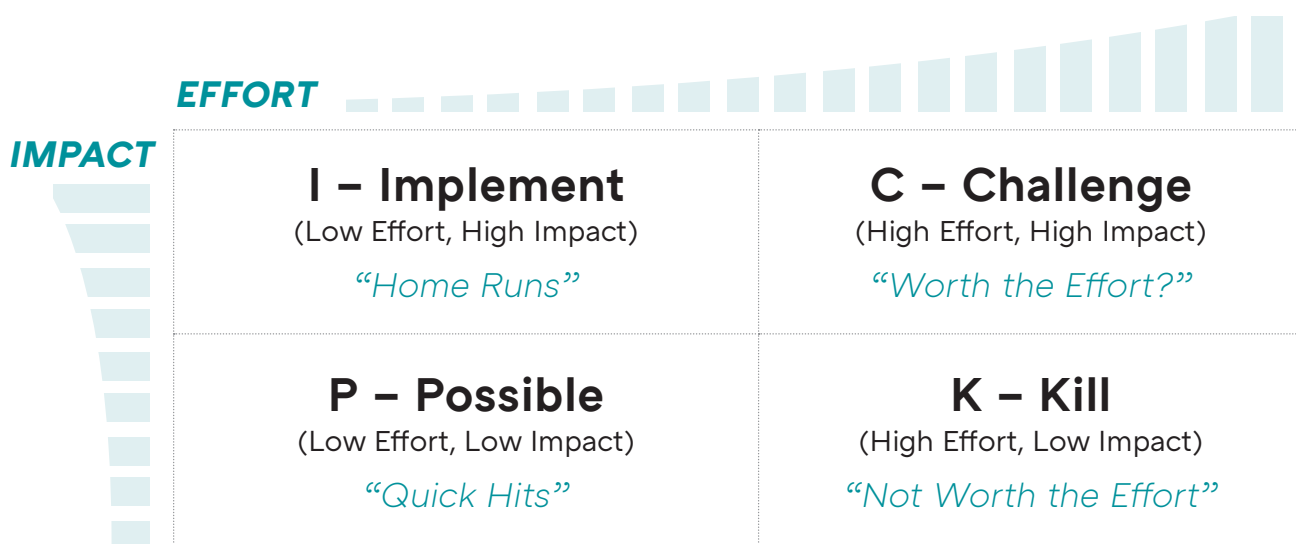 EFFORT
IMPACT
I – Implement
(Low Effort, High Impact)
“Home Runs”
C – Challenge
(High Effort, High Impact)
“Worth the Effort?”
P – Possible
(Low Effort, Low Impact)
“Quick Hits”
K – Kill
(High Effort, Low Impact)
“Not Worth the Effort”